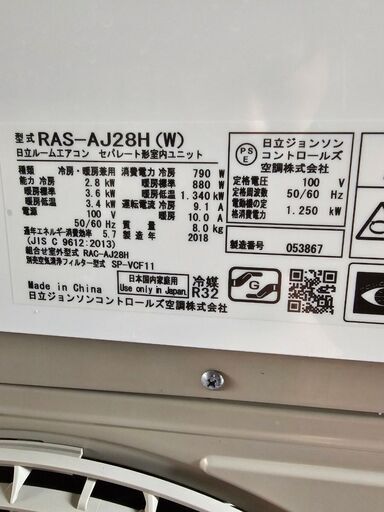 型式 RAS-AJ28H(W)
日立ルームエアコン セパレート形室内ユニット
種類 冷房・暖房兼用 消費電力 冷房 790 W
能力 冷房 2.8 kW 暖房標準 880 W
暖房標準 3.6 kW 暖房低温 1.340 kW
暖房低温 3.4 kW 運転電流 冷房 9.1 A
電源 100 V 暖房 10.0 A
50/60 Hz 質量 8.0 kg
通年エネルギー消費効率 5.7 2018
(JIS C 9612:2013)
組合せ室外型式 RAC-AJ28H
別売空気清浄フィルター型式 SP-VCF11
Made in China
日本国内家庭用
Use only in Japan.
冷媒
R32
日立ジョンソンコントロールズ空調株式会社
PS
E
日立ジョンソン
コントロールズ
空調株式会社
定格電圧 100 V
定格周波数 50/60 Hz
電動機の
定格消費電力 1.250 kW
製造番号 053867